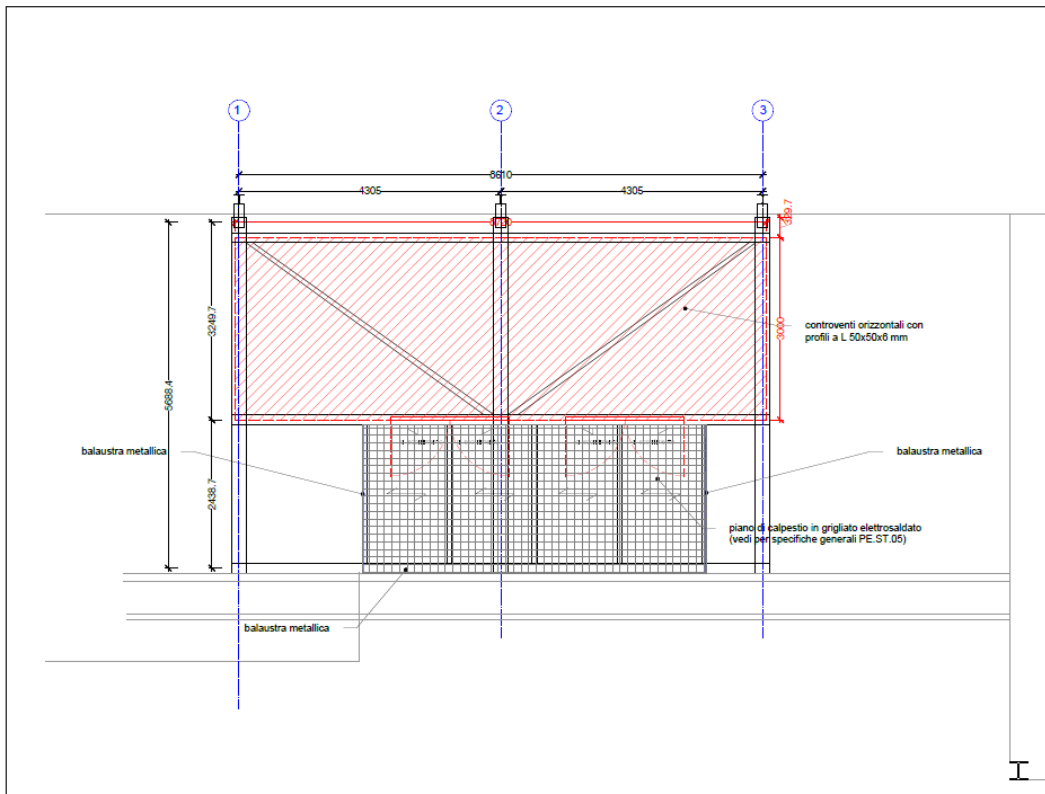 1
2
3
8610
4305
4305
329.7
3249.7
3000
controventi orizzontali con
profili a L 50x50x6 mm
5688.4
balaustra metallica
balaustra metallica
2438.7
piano di calpestio in grigliato elettrosaldato
(vedi per specifiche generali PE.ST.05)
balaustra metallica